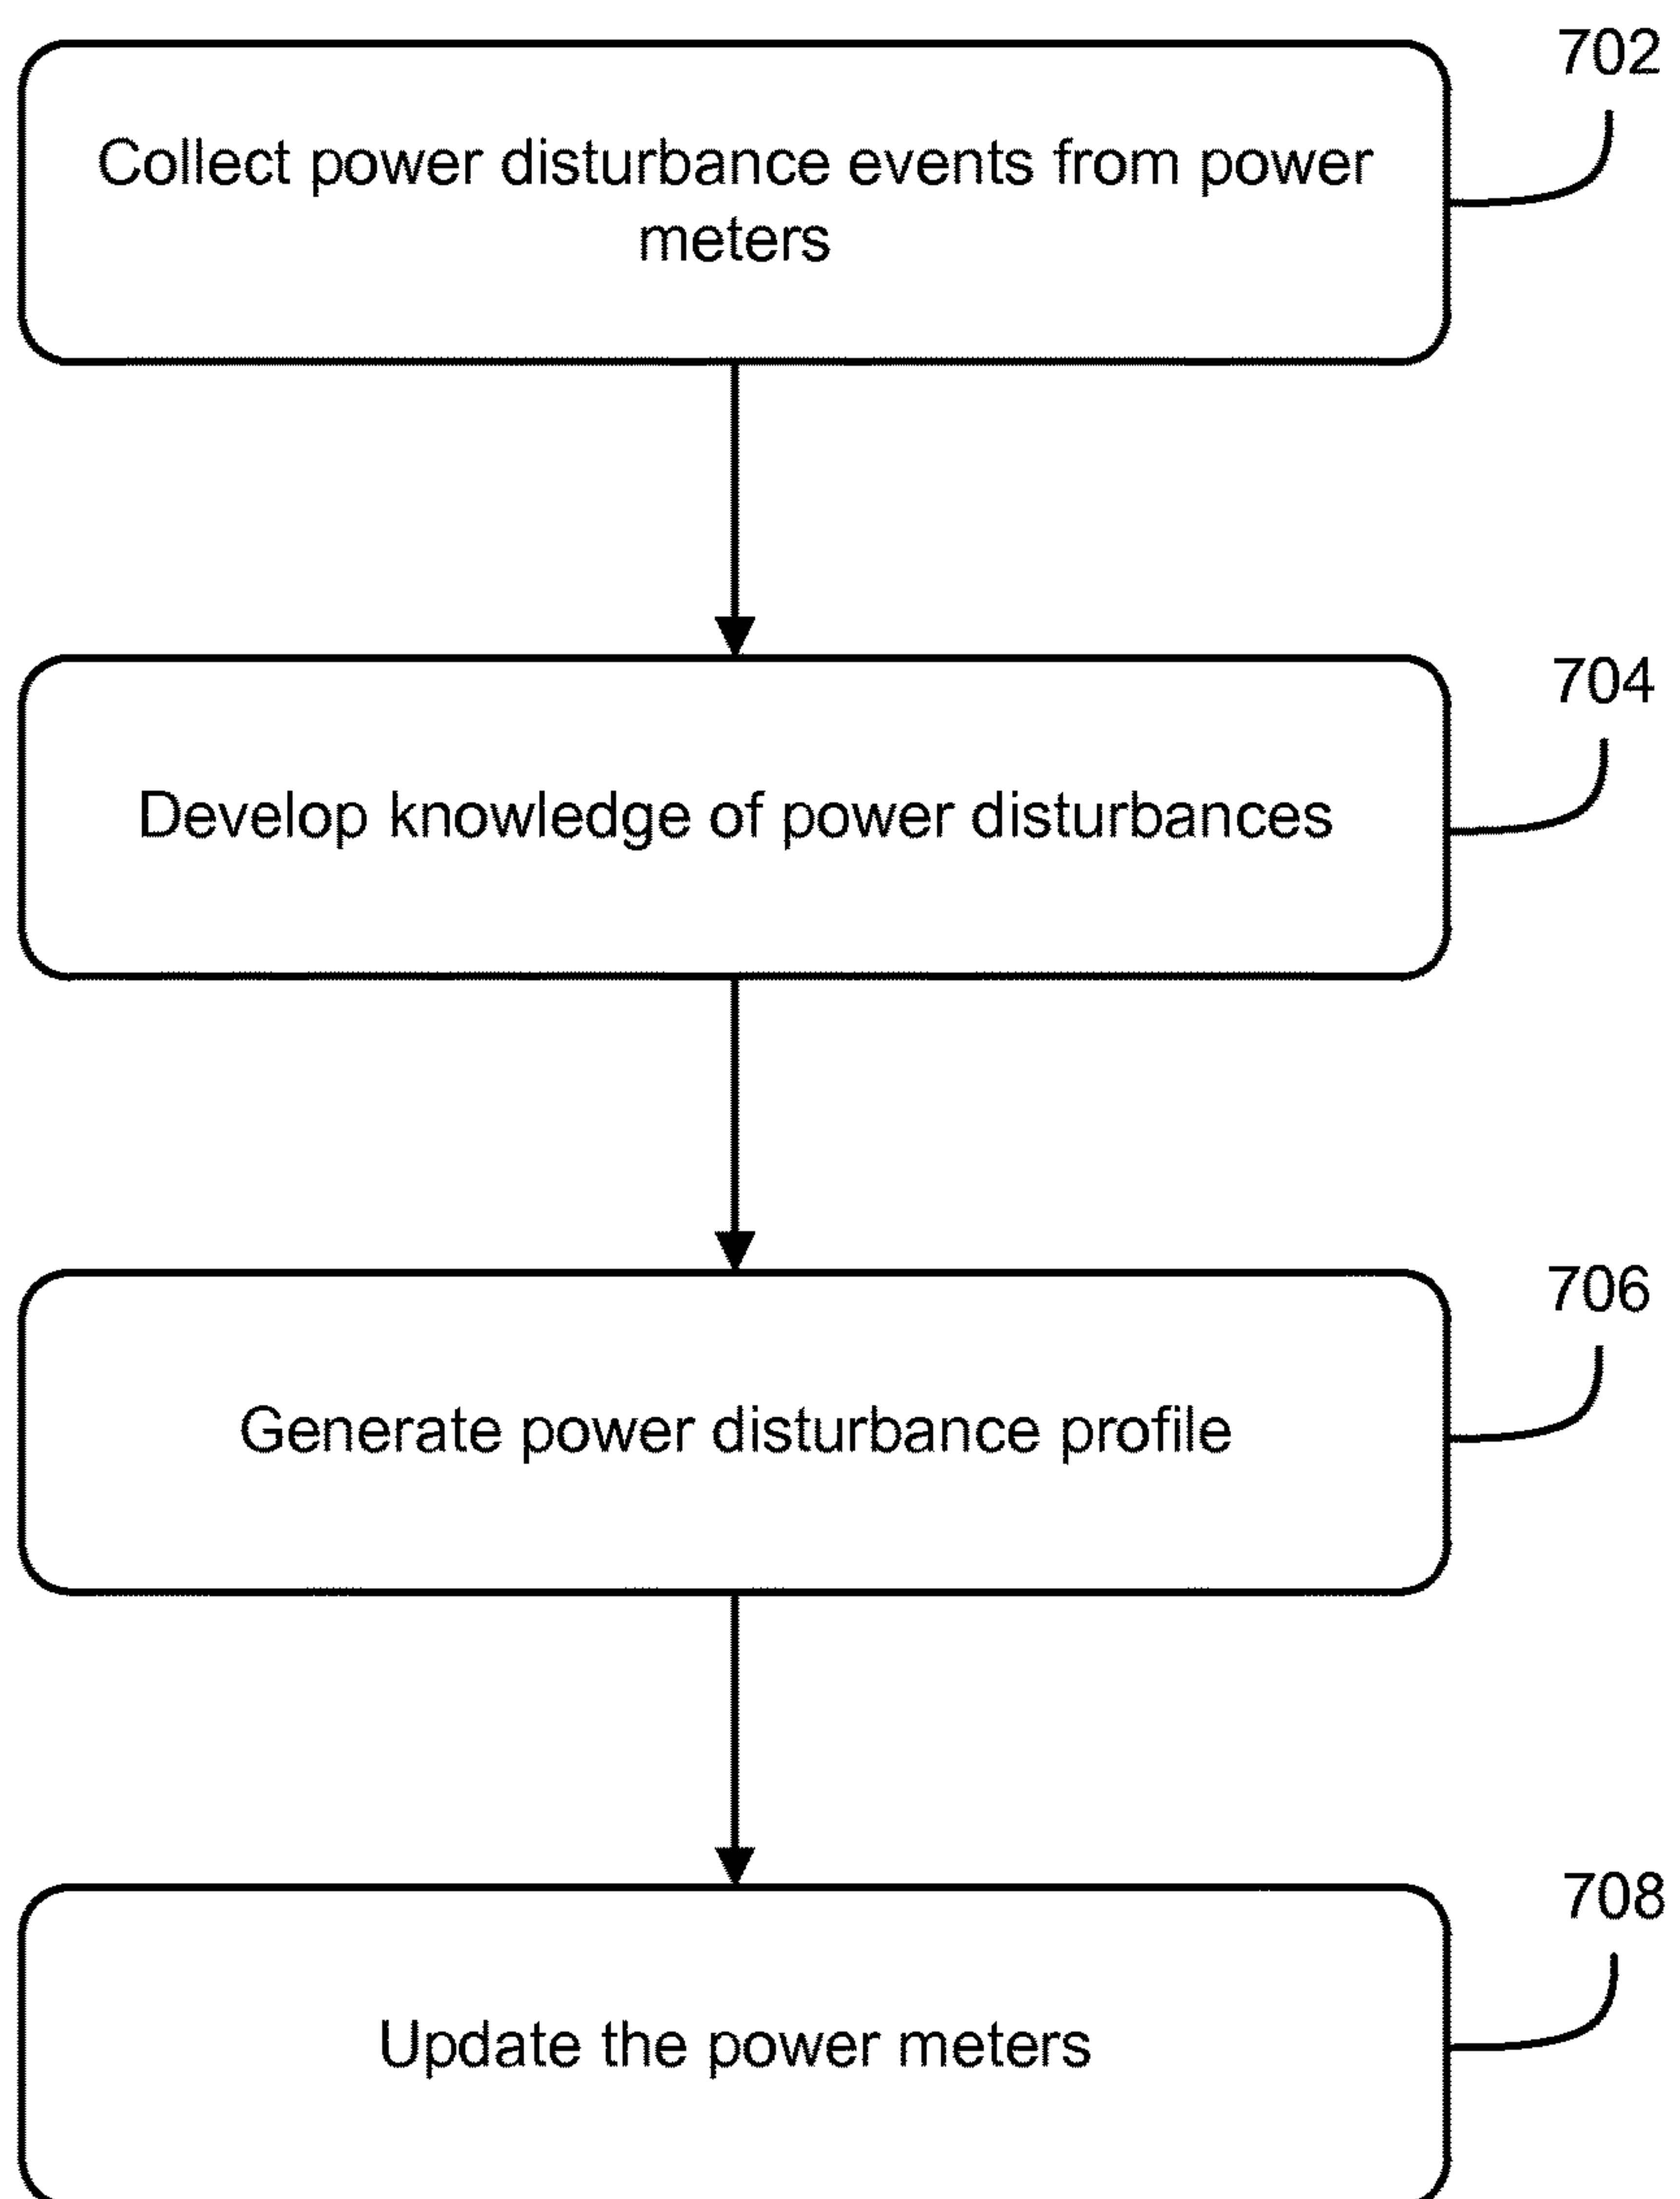 702
Collect power disturbance events from power
meters
704
Develop knowledge of power disturbances
706
Generate power disturbance profile
708
Update the power meters